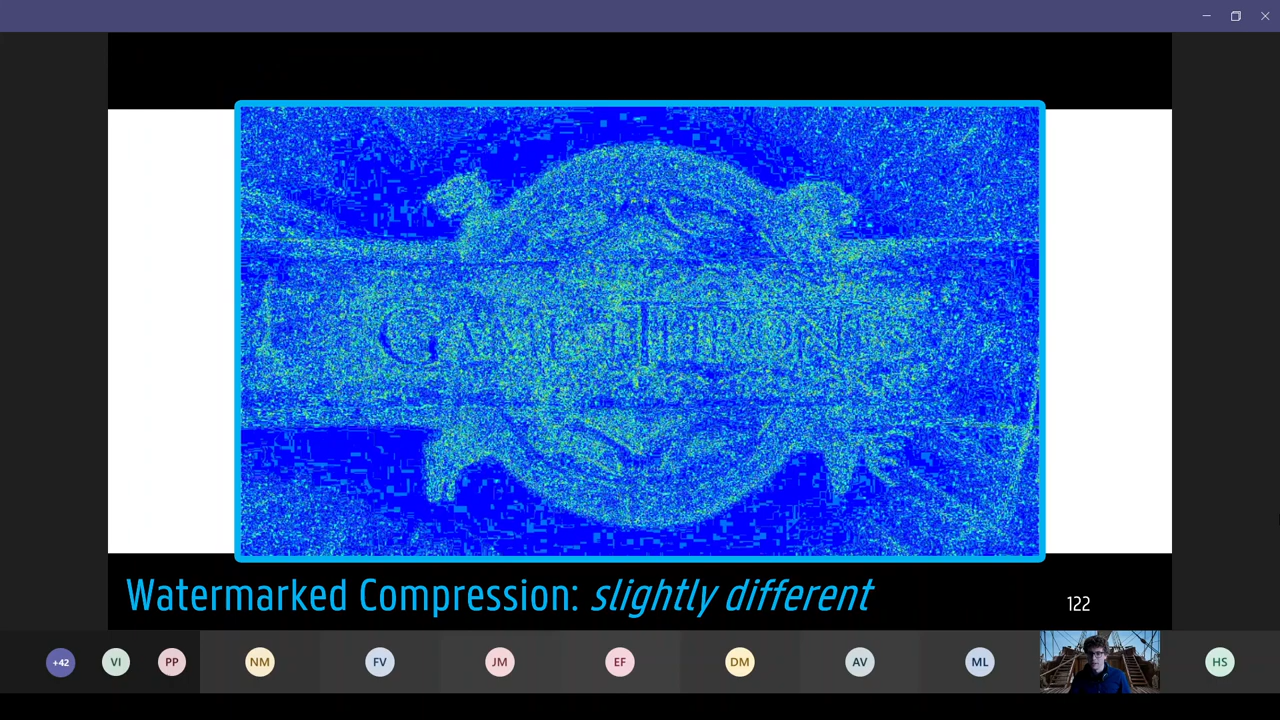 GAME OF THRONES
Watermarked Compression: slightly different
122
+42
VI
PP
NM
FV
JM
EF
DM
AV
ML
HS